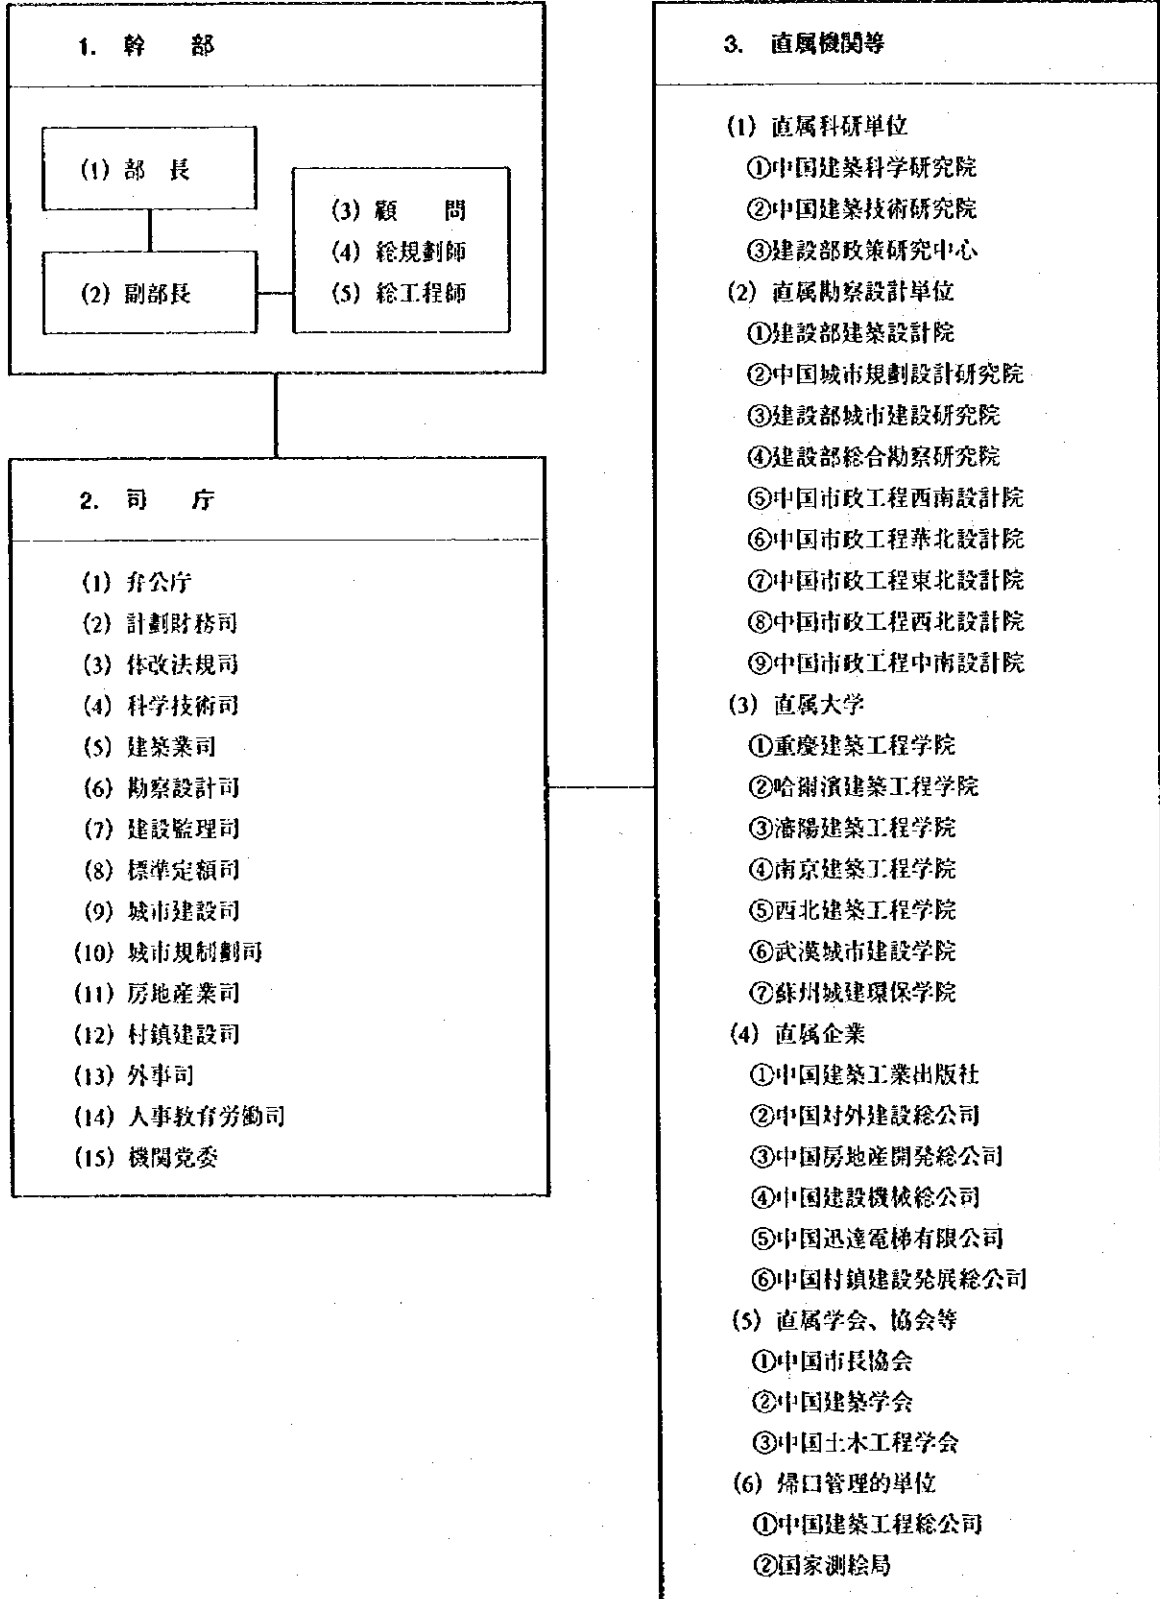 1. 幹 部
(1) 部 長
(2) 副部長
(3) 顧 問
(4) 総規劃師
(5) 総工程師
2. 司 庁
(1) 弁公庁
(2) 計劃財務司
(3) 体改法規司
(4) 科学技術司
(5) 建築業司
(6) 勘察設計司
(7) 建設監理司
(8) 標準定額司
(9) 城市建設司
(10) 城市規制劃司
(11) 房地産業司
(12) 村鎮建設司
(13) 外事司
(14) 人事教育労働司
(15) 機関党委
3. 直属機関等
(1) 直属科研単位
①中国建築科学研究院
②中国建築技術研究院
③建設部政策研究中心
(2) 直属勘察設計単位
①建設部建築設計院
②中国城市規劃設計研究院
③建設部城市建設研究院
④建設部総合勘察研究院
⑤中国市政工程西南設計院
⑥中国市政工程華北設計院
⑦中国市政工程東北設計院
⑧中国市政工程西北設計院
⑨中国市政工程中南設計院
(3) 直属大学
①重慶建築工程学院
②哈爾濱建築工程学院
③瀋陽建築工程学院
④南京建築工程学院
⑤西北建築工程学院
⑥武漢城市建設学院
⑦蘇州城建環保学院
(4) 直属企業
①中国建築工業出版社
②中国対外建設総公司
③中国房地産開発総公司
④中国建設機械総公司
⑤中国迅達電梯有限公司
⑥中国村鎮建設発展総公司
(5) 直属学会、協会等
①中国市長協会
②中国建築学会
③中国土木工程学会
(6) 帰口管理的単位
①中国建築工程総公司
②国家測絵局